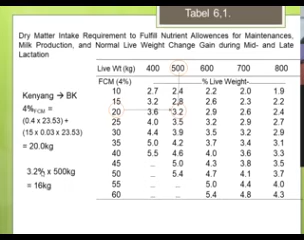 Tabel 6,1.
Dry Matter Intake Requirement to Fulfill Nutrient Allowences for Maintenances,
Milk Production, and Normal Live Weight Change Gain during Mid- and Late
Lactation
Live Wt (kg) 400 500 600 700 800
FCM (4%) % Live Weight-
10 2.7 2.4 2.2 2.0 1.9
15 3.2 2.8 2.6 2.3 2.2
20 3.6 3.2 2.9 2.6 2.4
25 4.0 3.5 3.2 2.9 2.7
30 4.4 3.9 3.5 3.2 2.9
35 5.0 4.2 3.7 3.4 3.1
40 5.5 4.6 4.0 3.6 3.3
45 ... 5.0 4.3 3.8 3.5
50 ... 5.4 4.7 4.1 3.7
55 ... ... 5.0 4.4 4.0
60 ... 5.4 4.8 4.3
Kenyang → BK
4%FCM =
(0.4 x 23.53) +
(15 x 0.03 x 23.53)
= 20.0kg
3.2% x 500kg
= 16kg